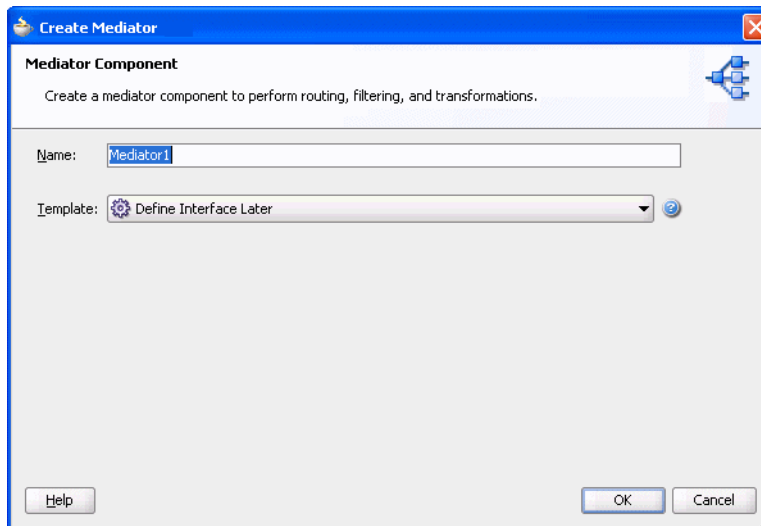 Create Mediator
Mediator Component
Create a mediator component to perform routing, filtering, and transformations.
Name: Mediator1
Template: Define Interface Later
Help OK Cancel